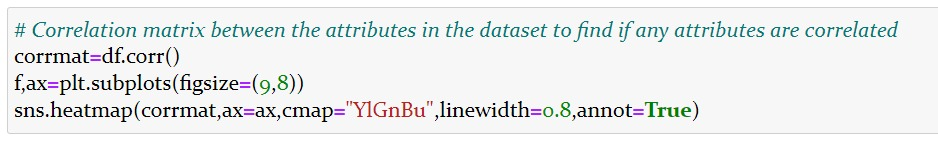 # Correlation matrix between the attributes in the dataset to find if any attributes are correlated
corrmat=df.corr()
f,ax=plt.subplots(figsize=(9,8))
sns.heatmap(corrmat,ax=ax,cmap="YlGnBu",linewidth=0.8,annot=True)